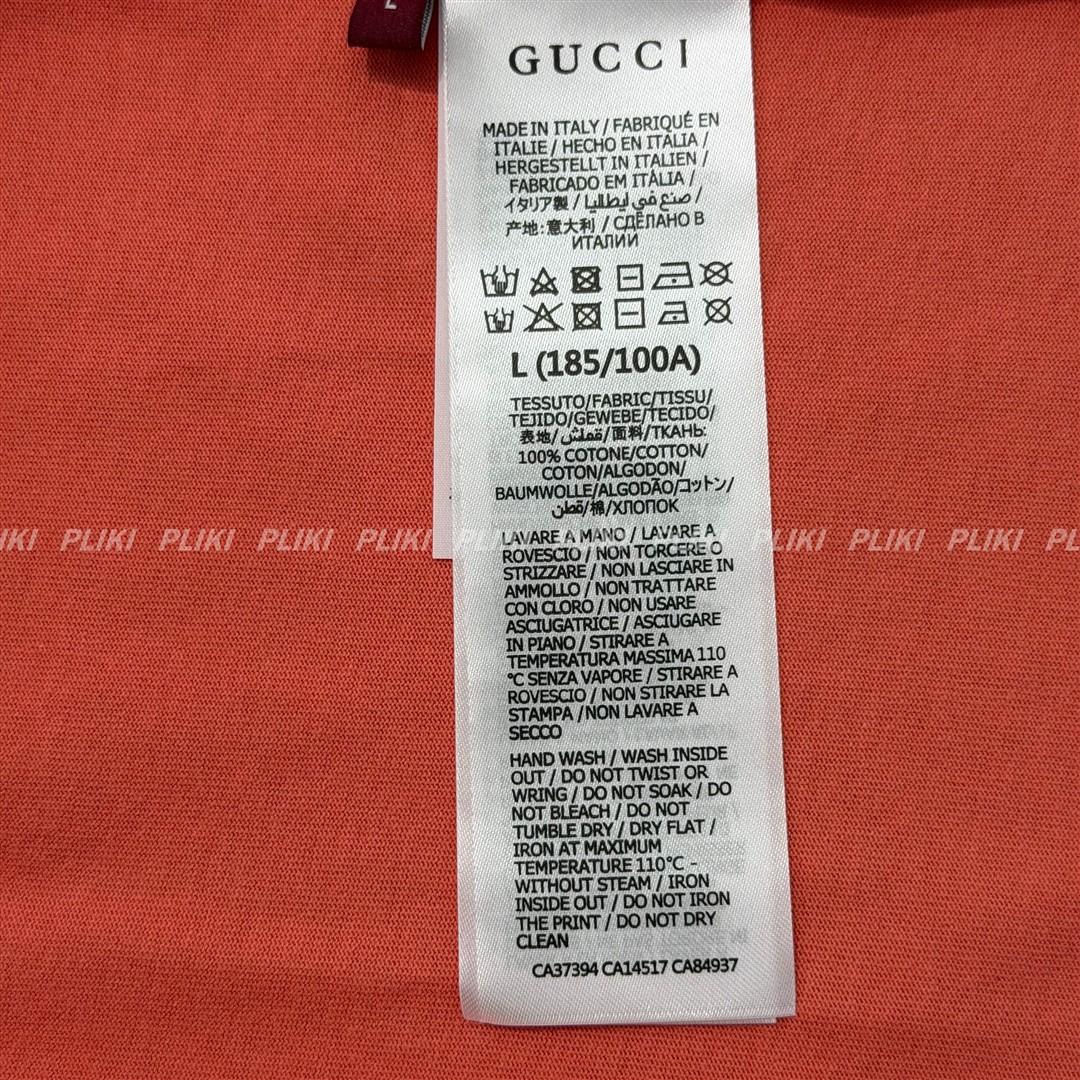 L
GUCCI
MADE IN ITALY / FABRIQUÉ EN
ITALIE / HECHO EN ITALIA /
HERGESTELLT IN ITALIEN /
FABRICADO EM ITÁLIA /
イタリア製 / صنع في ايطاليا /
产地:意大利 / СДЕЛАНО В
ИТАЛИИ
L (185/100A)
TESSUTO/FABRIC/TISSU/
TEJIDO/GEWEBE/TECIDO/
表地/قماش/面料/ТКАНЬ:
100% COTONE/COTTON/
COTON/ALGODON/
BAUMWOLLE/ALGODÃO/コットン/
قطن/棉/ХЛОПОК
IKI PLIKI PLIKI PLIKI PLIKI PLIKI PLIKI PL
LAVARE A MANO / LAVARE A
ROVESCIO / NON TORCERE O
STRIZZARE / NON LASCIARE IN
AMMOLLO / NON TRATTARE
CON CLORO / NON USARE
ASCIUGATRICE / ASCIUGARE
IN PIANO / STIRARE A
TEMPERATURA MASSIMA 110
°C SENZA VAPORE / STIRARE A
ROVESCIO / NON STIRARE LA
STAMPA /NON LAVARE A
SECCO
HAND WASH / WASH INSIDE
OUT / DO NOT TWIST OR
WRING / DO NOT SOAK / DO
NOT BLEACH / DO NOT
TUMBLE DRY / DRY FLAT /
IRON AT MAXIMUM
TEMPERATURE 110°C -
WITHOUT STEAM / IRON
INSIDE OUT / DO NOT IRON
THE PRINT / DO NOT DRY
CLEAN
CA37394 CA14517 CA84937